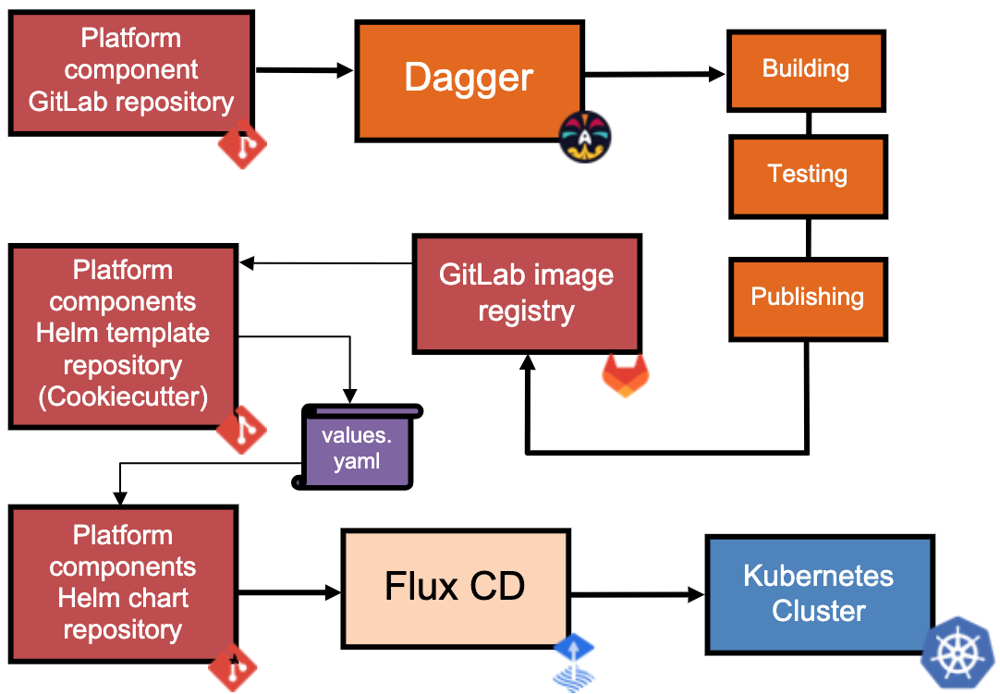 Platform
component
GitLab repository
Dagger
Building
Testing
Publishing
GitLab image
registry
Platform
components
Helm template
repository
(Cookiecutter)
values.
yaml
Platform
components
Helm chart
repository
Flux CD
Kubernetes
Cluster